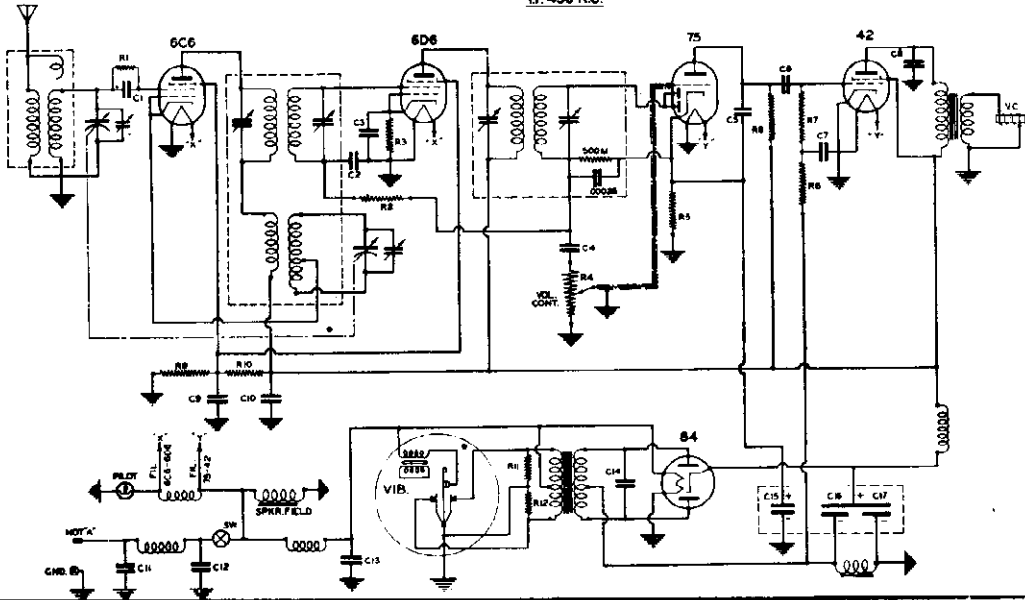 I.F. 456 K.C.
6C6
6D6
75
42
R1
C1
"X"
C3
R3
"X"
C2
R2
500M
.00025
"Y"
R5
C4
R4
VOL.
CONT.
C5
R8
C6
R7
C7
R6
"Y"
C8
V.C.
R9
R10
C9
C10
PILOT
FIL. "X"
6C6-6D6
FIL. "Y"
75-42
SPKR. FIELD
HOT "A"
SW
GND.
C11
C12
C13
VIB.
R11
R12
C14
84
C15 +
C16
+
C17